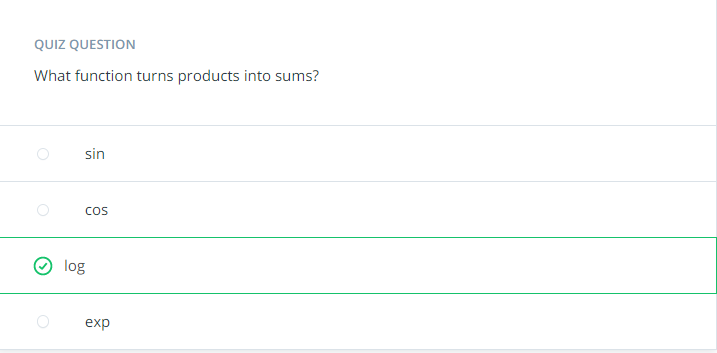 QUIZ QUESTION
What function turns products into sums?
sin
cos
log
exp